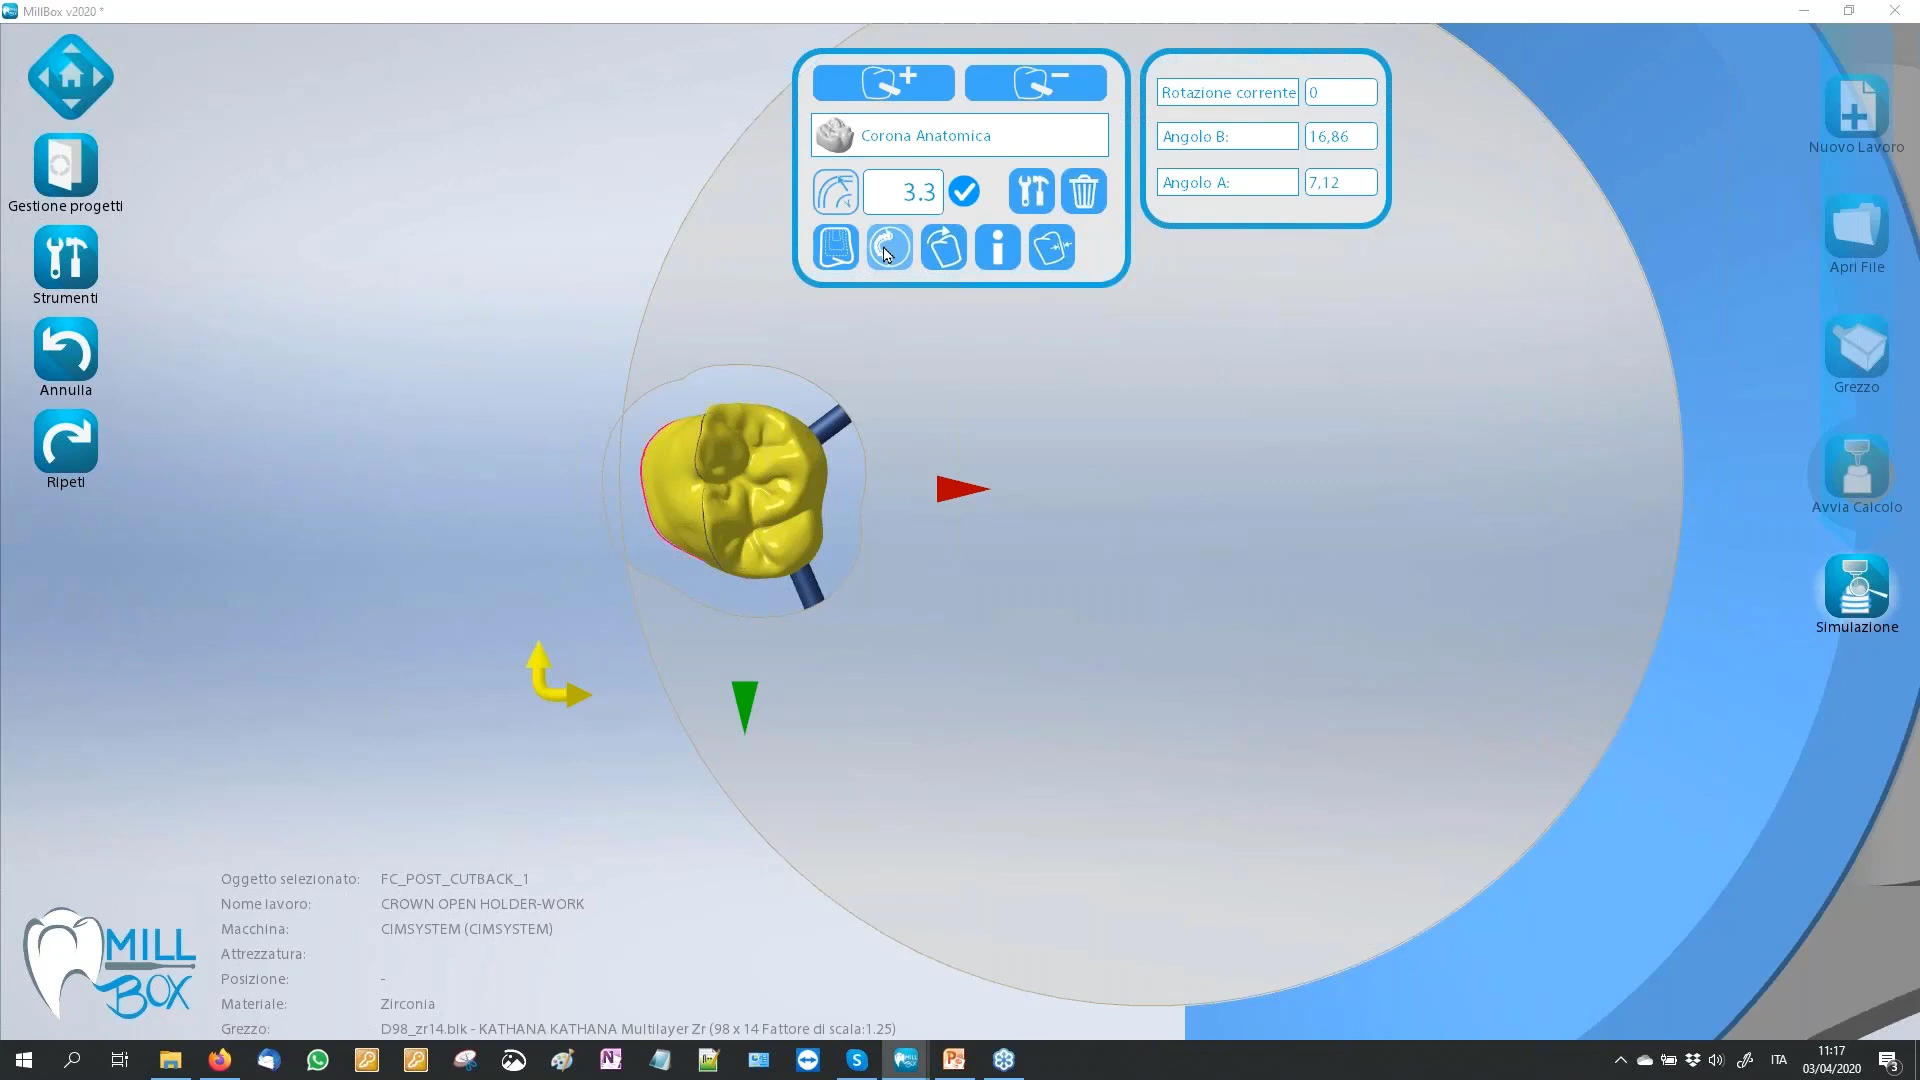 MillBox v2020 *
Gestione progetti
Strumenti
Annulla
Ripeti
Corona Anatomica
3.3
Rotazione corrente 0
Angolo B: 16,86
Angolo A: 7,12
Nuovo Lavoro
Apri File
Grezzo
Avvia Calcolo
Simulazione
MILL
BOX
Oggetto selezionato: FC_POST_CUTBACK_1
Nome lavoro: CROWN OPEN HOLDER-WORK
Macchina: CIMSYSTEM (CIMSYSTEM)
Attrezzatura:
Posizione: -
Materiale: Zirconia
Grezzo: D98_zr14.blk - KATHANA KATHANA Multilayer Zr (98 x 14 Fattore di scala:1.25)
ITA
11:17
03/04/2020
3